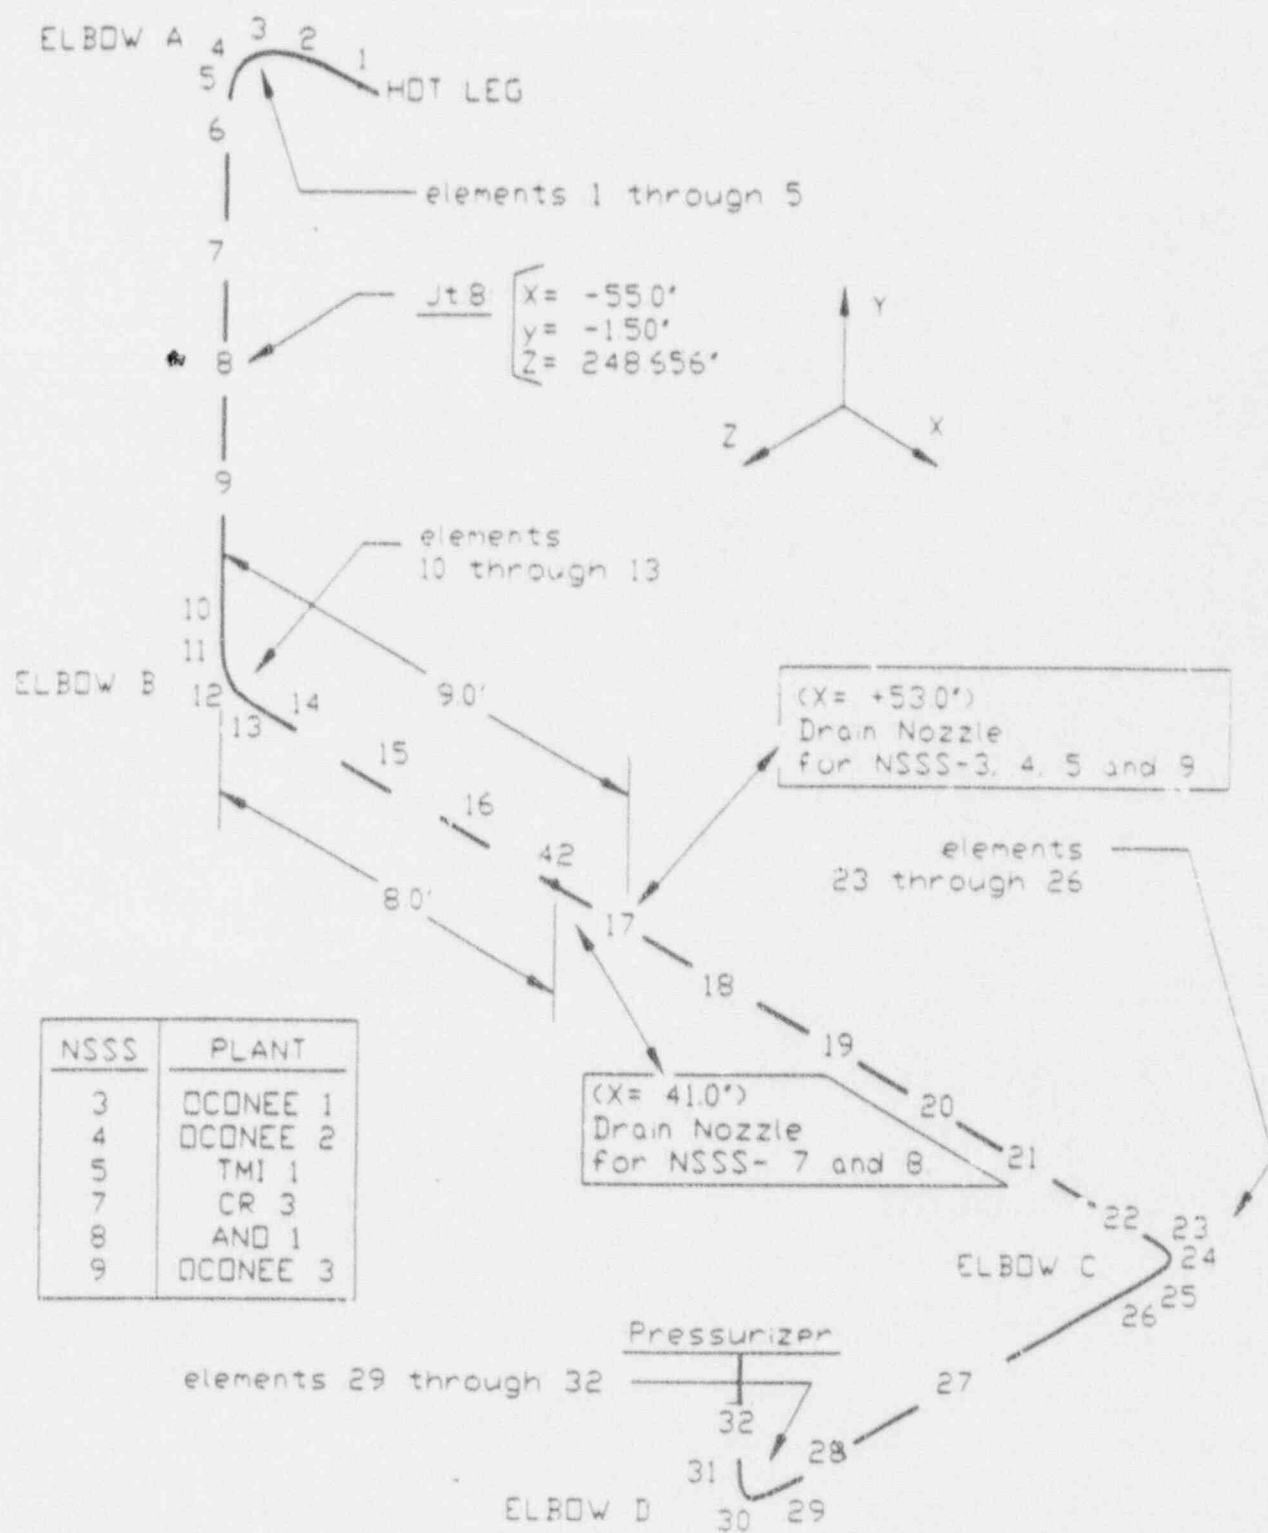 ELBOW A
3
4
2
1
5
HOT LEG
6
elements 1 through 5
7
Jt 8
X= -55.0"
y= -1.50"
Z= 248.656"
Y
8
Z
X
9
elements
10 through 13
10
11
ELBOW B
12
13
14
9.0'
(X= +53.0")
Drain Nozzle
for NSSS-3, 4, 5 and 9
15
16
42
elements
23 through 26
8.0'
17
18
NSSS PLANT
3 OCONEE 1
4 OCONEE 2
5 TMI 1
7 CR 3
8 ANO 1
9 OCONEE 3
19
(X= 41.0")
Drain Nozzle
for NSSS- 7 and 8
20
21
22
23
24
ELBOW C
25
26
Pressurizer
elements 29 through 32
27
32
28
31
ELBOW D
30
29